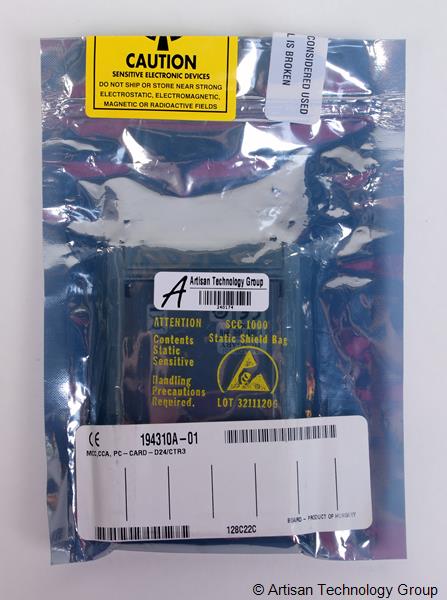 CAUTION
SENSITIVE ELECTRONIC DEVICES
DO NOT SHIP OR STORE NEAR STRONG
ELECTROSTATIC, ELECTROMAGNETIC,
MAGNETIC OR RADIOACTIVE FIELDS
CONSIDERED USED
L IS BROKEN
A Artisan Technology Group
ATTENTION
Contents
Static
Sensitive
Handling
Precautions
Required.
SCC 1000
Static Shield Bag
LOT 32111206
CE 194310A-01
MCC,CCA, PC-CARD-D24/CTR3
128C22C
BOARD - PRODUCT OF HUNGARY
© Artisan Technology Group